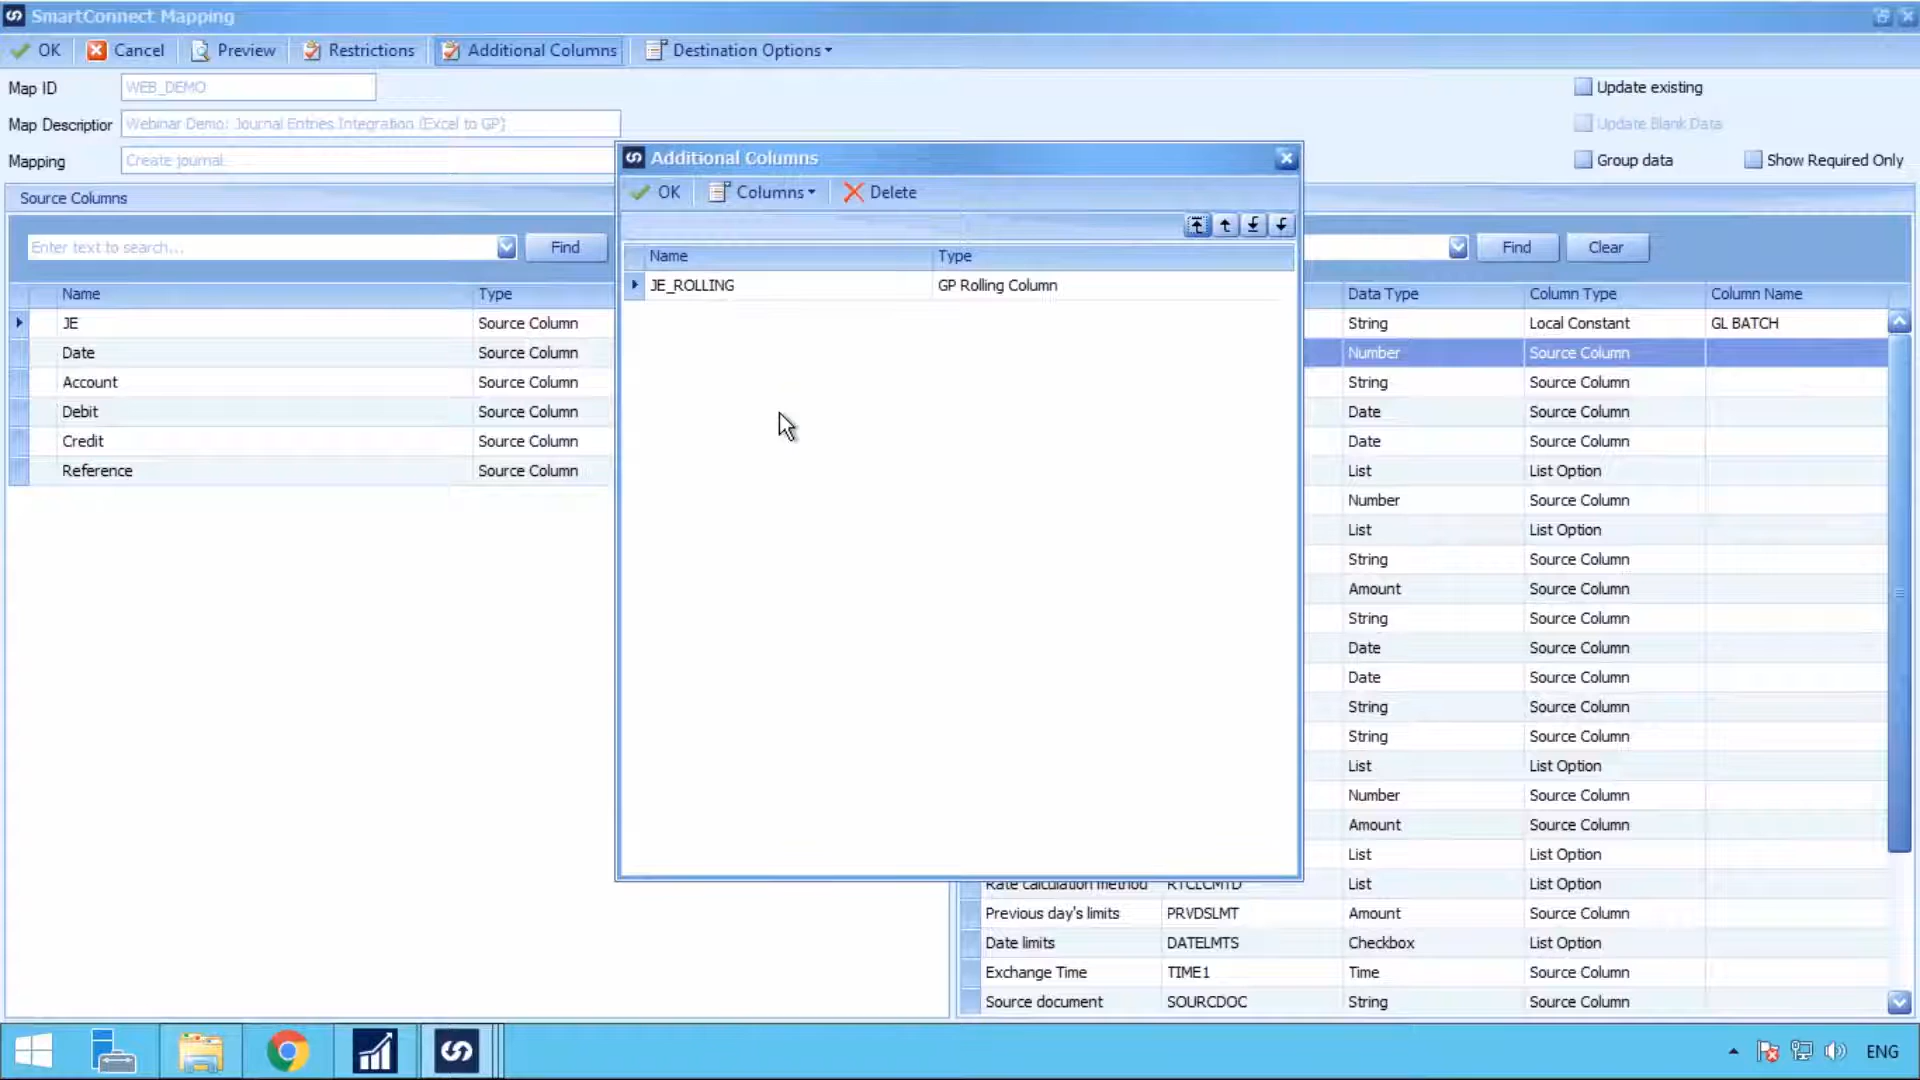 SmartConnect Mapping
OK Cancel Preview Restrictions Additional Columns Destination Options
Map ID WEB_DEMO Update existing
Map Descriptior Webinar Demo: Journal Entries Integration (Excel to GP) Update Blank Data
Mapping Create journal... Group data Show Required Only
Additional Columns
OK Columns Delete
Name Type
JE_ROLLING GP Rolling Column
Source Columns
Enter text to search... Find
Name Type
JE Source Column
Date Source Column
Account Source Column
Debit Source Column
Credit Source Column
Reference Source Column
Find Clear
Data Type Column Type Column Name
String Local Constant GL BATCH
Number Source Column
String Source Column
Date Source Column
Date Source Column
List List Option
Number Source Column
List List Option
String Source Column
Amount Source Column
String Source Column
Date Source Column
Date Source Column
String Source Column
String Source Column
List List Option
Number Source Column
Amount Source Column
List List Option
Rate calculation method RTCLCMTD List List Option
Previous day's limits PRVDSLMT Amount Source Column
Date limits DATELMTS Checkbox List Option
Exchange Time TIME1 Time Source Column
Source document SOURCDOC String Source Column
ENG